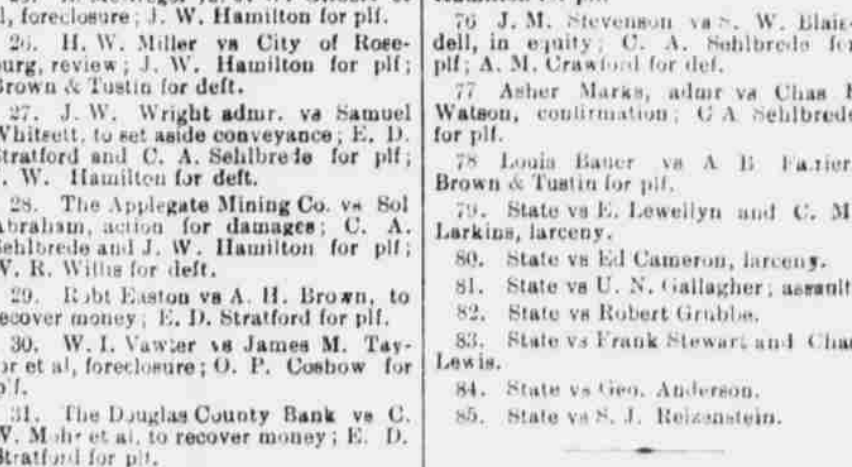 l, foreclosure; J. W. Hamilton for plf.
26. H. W. Miller vs City of Rose-
burg, review; J. W. Hamilton for plf;
Brown & Tustin for deft.
27. J. W. Wright admr. vs Samuel
Whitsett, to set aside conveyance; E. D.
Stratford and C. A. Sehlbrede for plf;
J. W. Hamilton for deft.
28. The Applegate Mining Co. vs Sol
Abraham, action for damages; C. A.
Sehlbrede and J. W. Hamilton for plf;
W. R. Willis for deft.
29. Robt Easton vs A. H. Brown, to
recover money; E. D. Stratford for plf.
30. W. I. Vawter vs James M. Tay-
or et al, foreclosure; O. P. Coshow for
plf.
31. The Douglas County Bank vs C.
W. Mohr et al, to recover money; E. D.
Stratford for plf.
76 J. M. Stevenson vs S. W. Blair-
dell, in equity; C. A. Sehlbrede for
plf; A. M. Crawford for def.
77 Asher Marks, admr vs Chas
Watson, confirmation; C A Sehlbrede
for plf.
78 Louis Bauer vs A B
Brown & Tustin for plf.
79. State vs E. Lewellyn and C. M
Larkins, larceny.
80. State vs Ed Cameron, larceny.
81. State vs U. N. Gallagher; assault
82. State vs Robert Grubbe.
83. State vs Frank Stewart and Chas
Lewis.
84. State vs Geo. Anderson.
85. State vs S. J. Reizenstein.